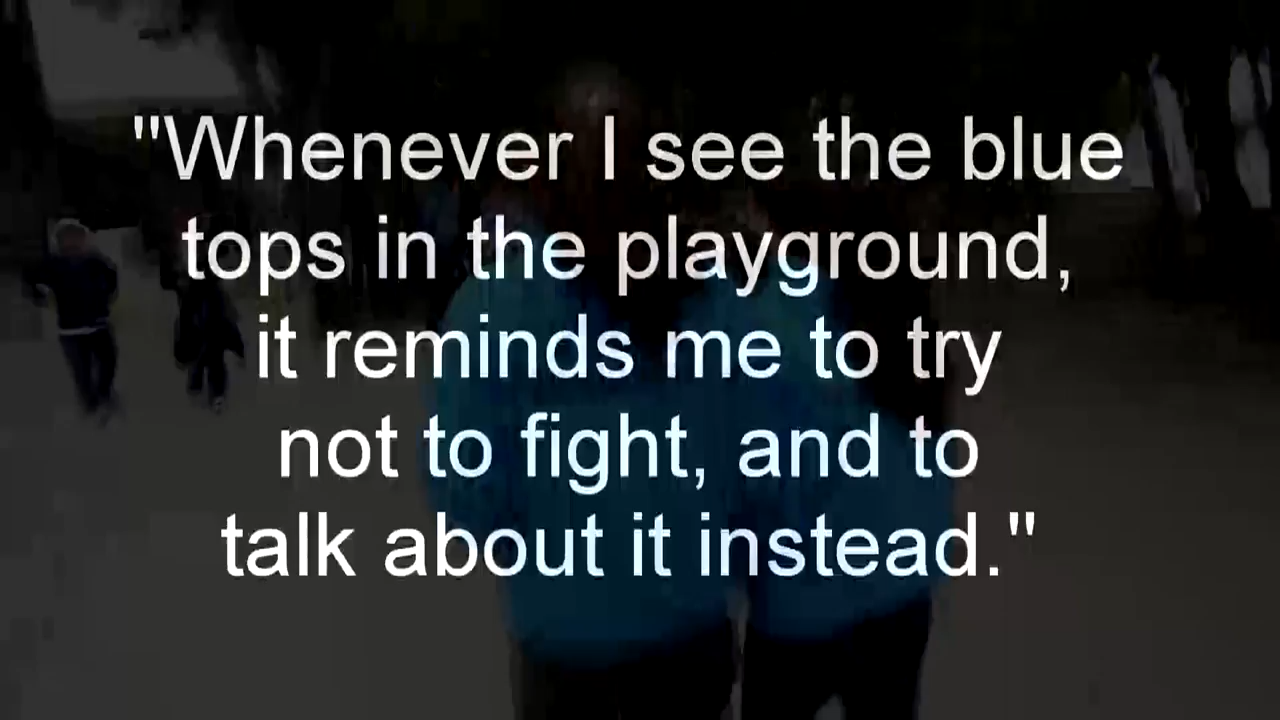 "Whenever I see the blue
tops in the playground,
it reminds me to try
not to fight, and to
talk about it instead."